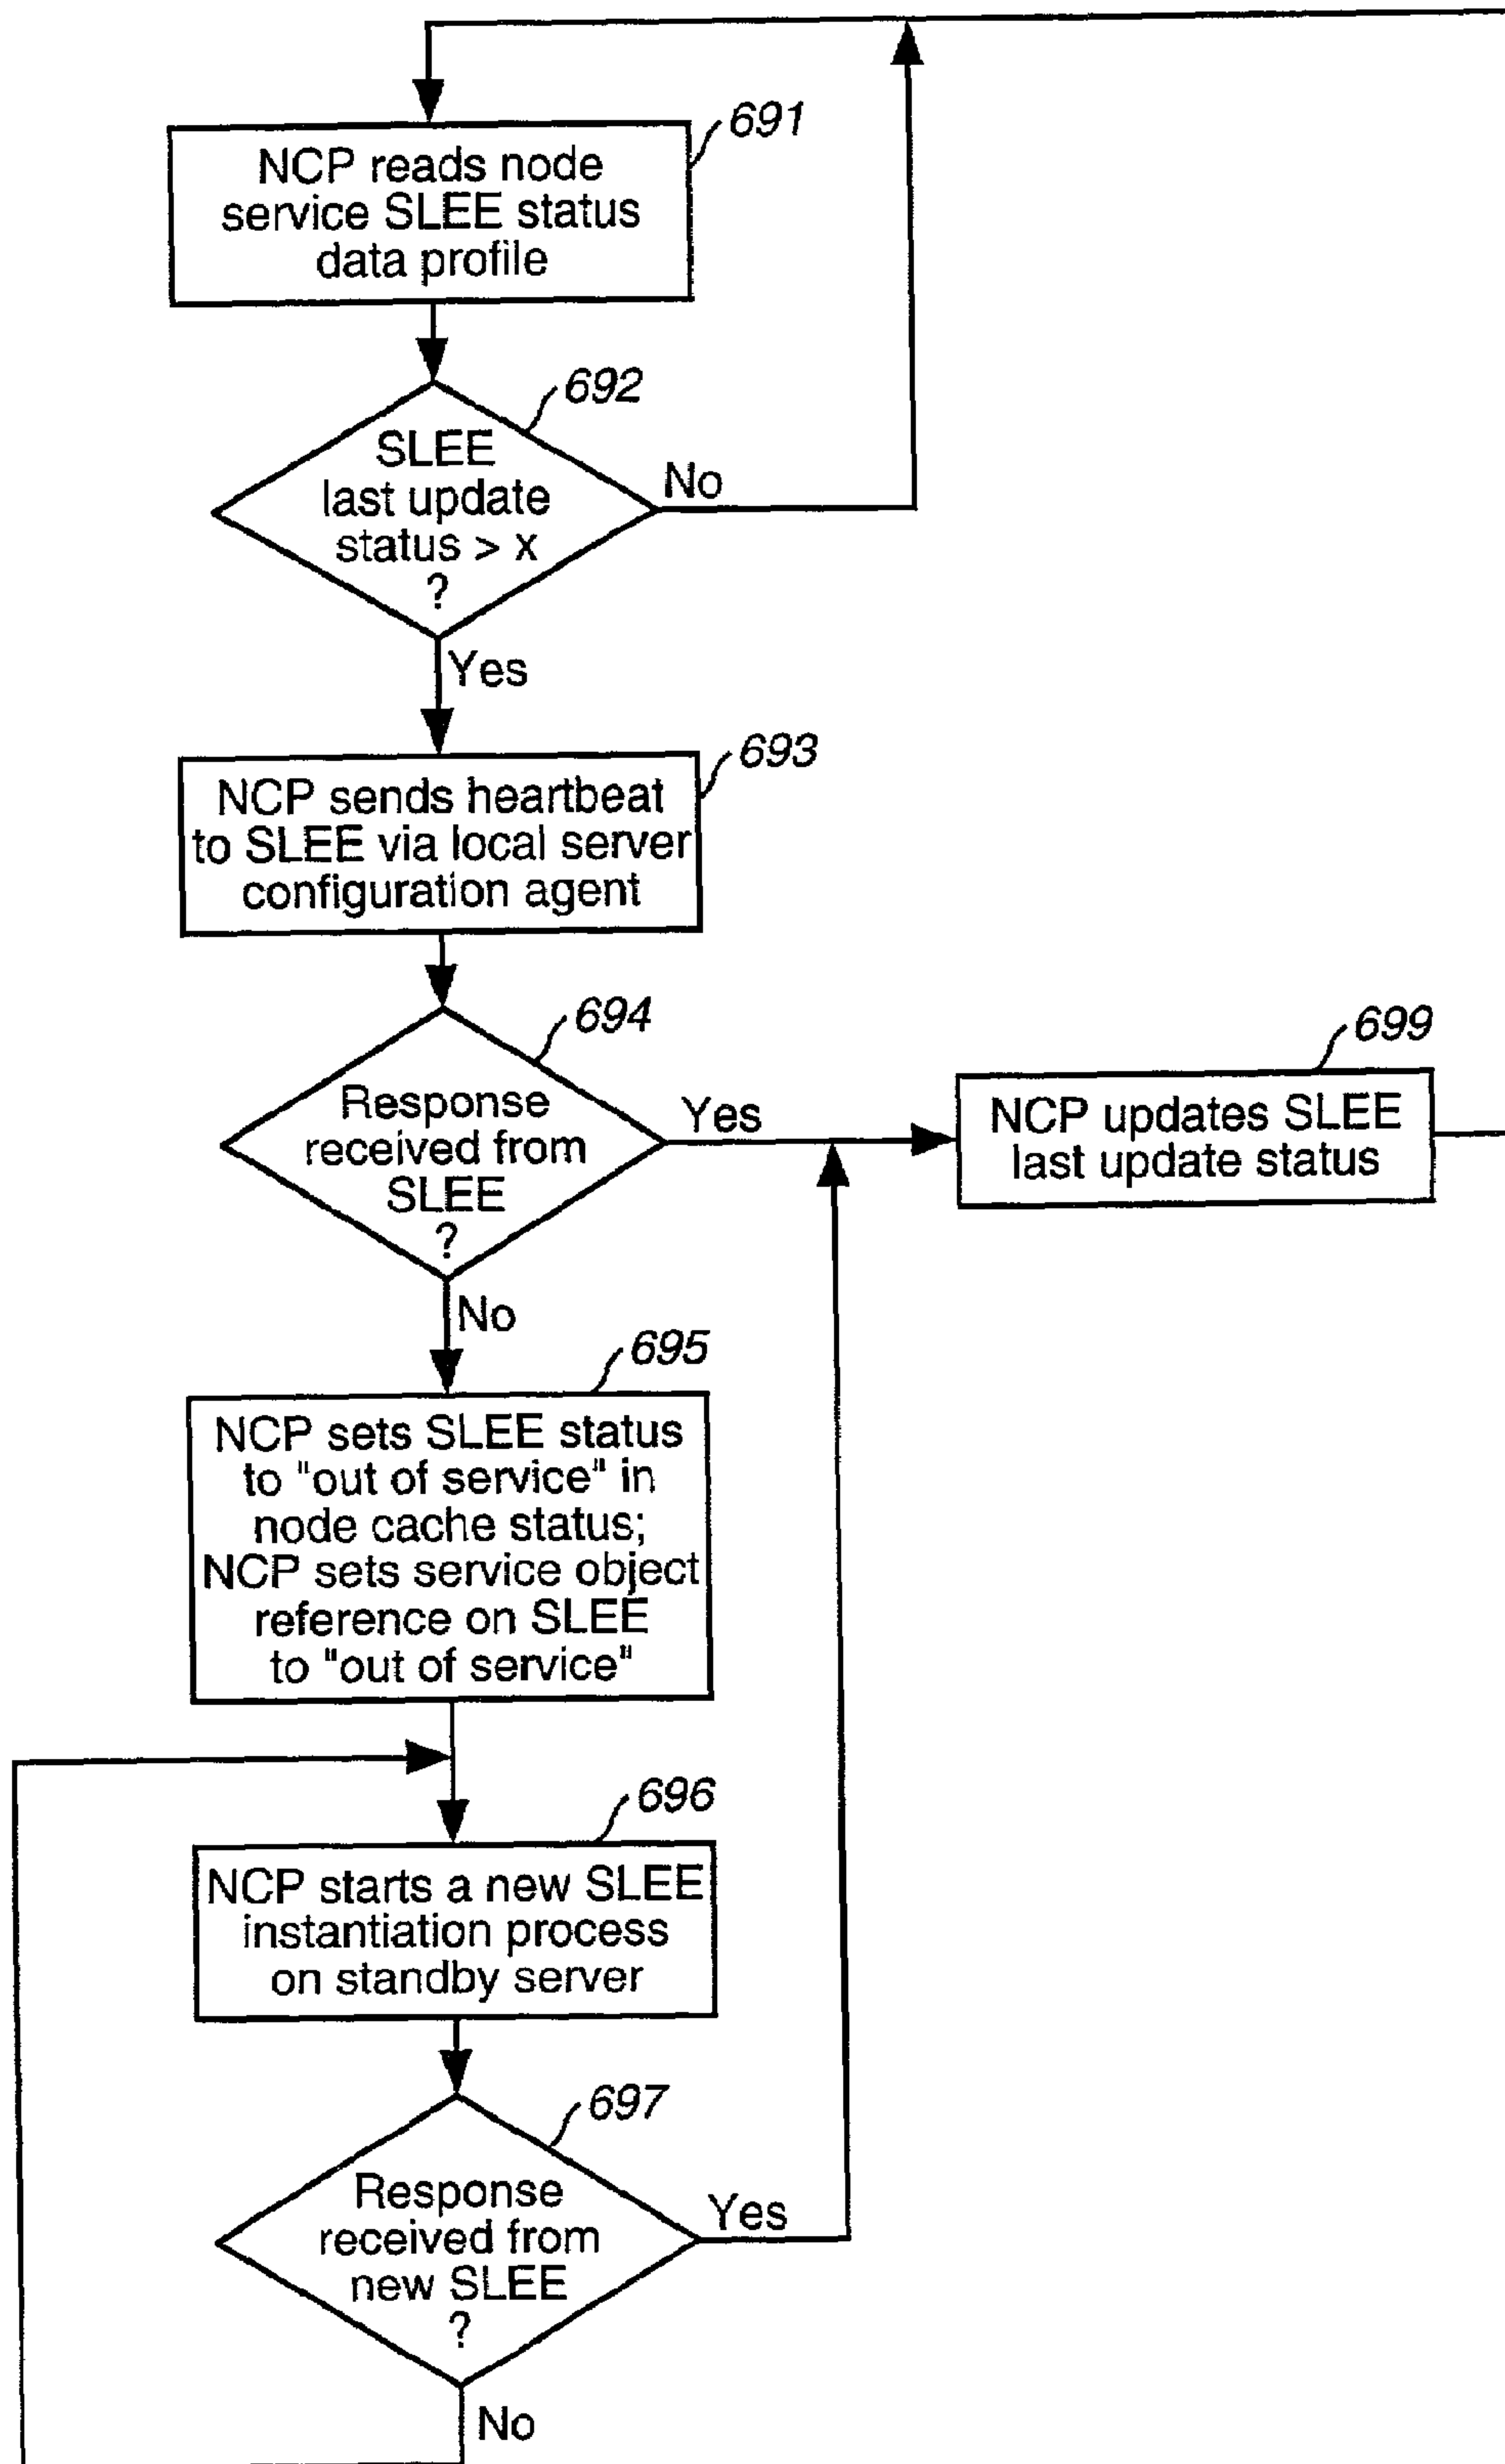 691
NCP reads node
service SLEE status
data profile
692
SLEE
last update
status > x
?
No
Yes
693
NCP sends heartbeat
to SLEE via local server
configuration agent
694
Response
received from
SLEE
?
Yes
699
NCP updates SLEE
last update status
No
695
NCP sets SLEE status
to "out of service" in
node cache status;
NCP sets service object
reference on SLEE
to "out of service"
696
NCP starts a new SLEE
instantiation process
on standby server
697
Response
received from
new SLEE
?
Yes
No